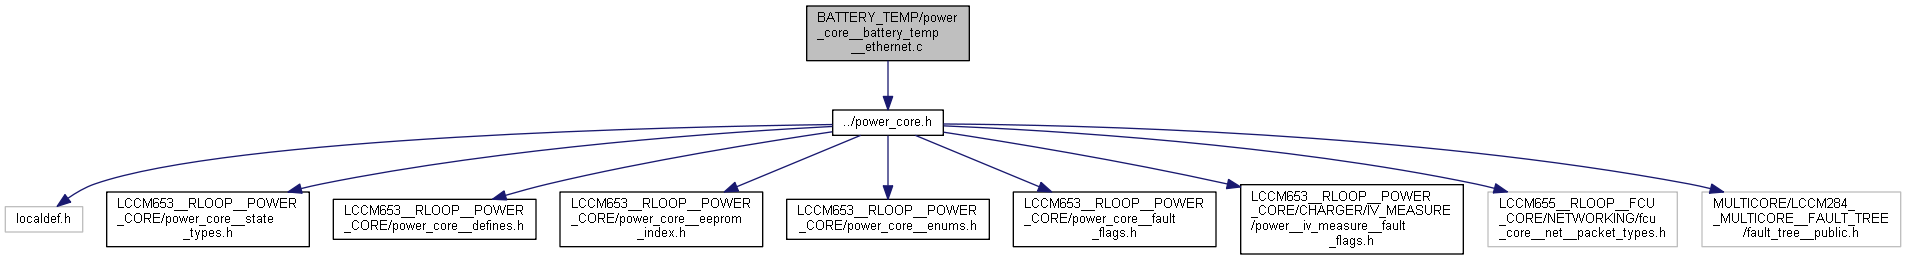 BATTERY_TEMP/power
_core__battery_temp
__ethernet.c
../power_core.h
localdef.h
LCCM653__RLOOP__POWER
_CORE/power_core__state
_types.h
LCCM653__RLOOP__POWER
_CORE/power_core__defines.h
LCCM653__RLOOP__POWER
_CORE/power_core__eeprom
_index.h
LCCM653__RLOOP__POWER
_CORE/power_core__enums.h
LCCM653__RLOOP__POWER
_CORE/power_core__fault
_flags.h
LCCM653__RLOOP__POWER
_CORE/CHARGER/IV_MEASURE
/power__iv_measure__fault
_flags.h
LCCM655__RLOOP__FCU
_CORE/NETWORKING/fcu
_core__net__packet_types.h
MULTICORE/LCCM284_
_MULTICORE__FAULT_TREE
/fault_tree__public.h